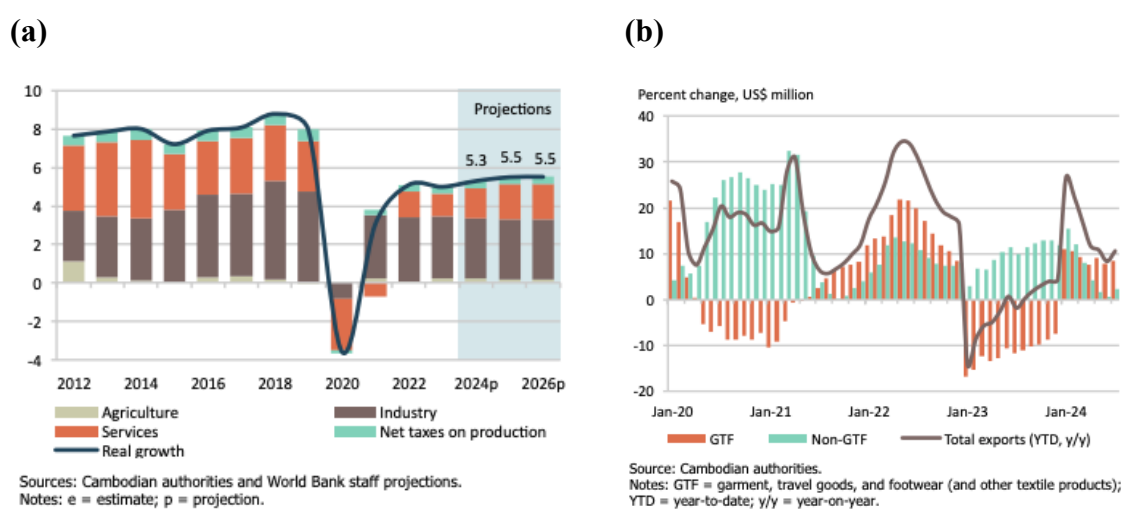 (a)
(b)
10
8
6
4
2
0
-2
-4
Projections
5.3 5.5 5.5
2012 2014 2016 2018 2020 2022 2024p 2026p
Agriculture Industry
Services Net taxes on production
Real growth
Sources: Cambodian authorities and World Bank staff projections.
Notes: e = estimate; p = projection.
Percent change, US$ million
40
30
20
10
0
-10
-20
Jan-20 Jan-21 Jan-22 Jan-23 Jan-24
GTF Non-GTF Total exports (YTD, y/y)
Source: Cambodian authorities.
Notes: GTF = garment, travel goods, and footwear (and other textile products);
YTD = year-to-date; y/y = year-on-year.